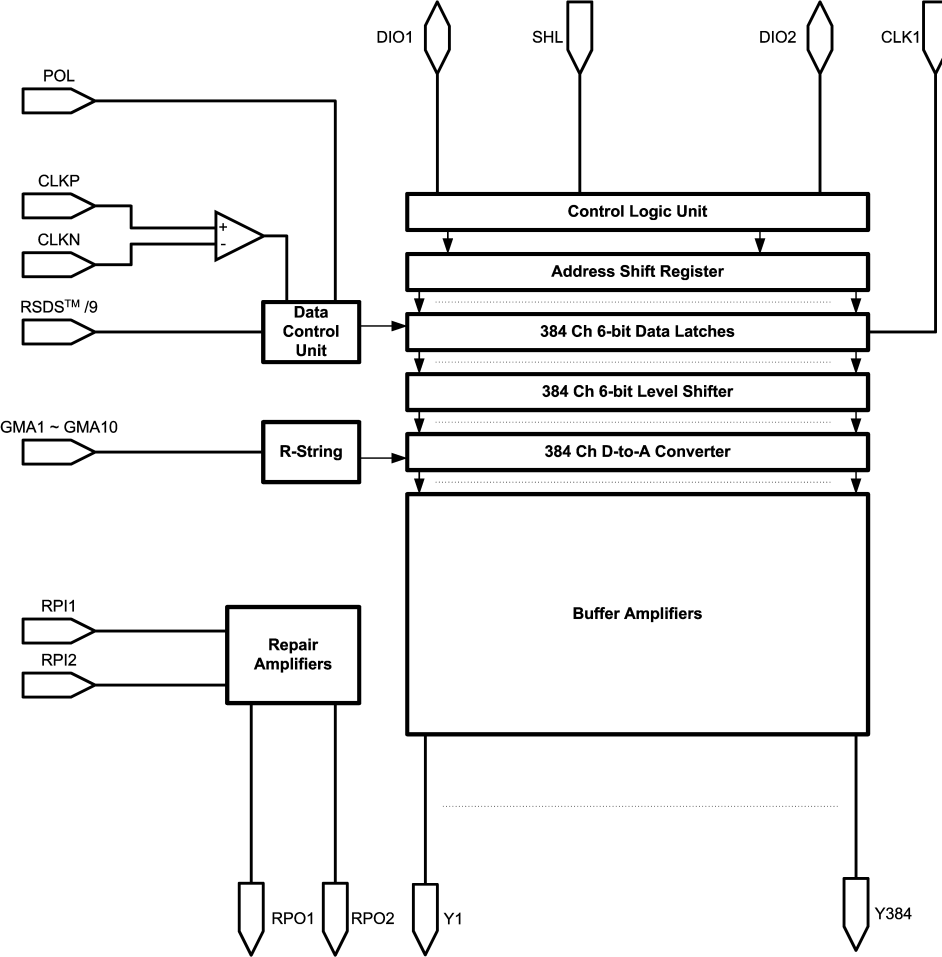 DIO1
SHL
DIO2
CLK1
POL
CLKP
+
CLKN
-
Control Logic Unit
Address Shift Register
RSDS™ /9
Data
Control
Unit
384 Ch 6-bit Data Latches
384 Ch 6-bit Level Shifter
GMA1 ~ GMA10
R-String
384 Ch D-to-A Converter
Buffer Amplifiers
RPI1
RPI2
Repair
Amplifiers
RPO1
RPO2
Y1
Y384